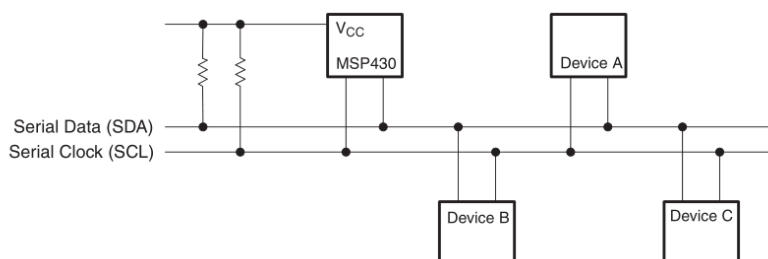 VCC
MSP430
Device A
Serial Data (SDA)
Serial Clock (SCL)
Device B
Device C